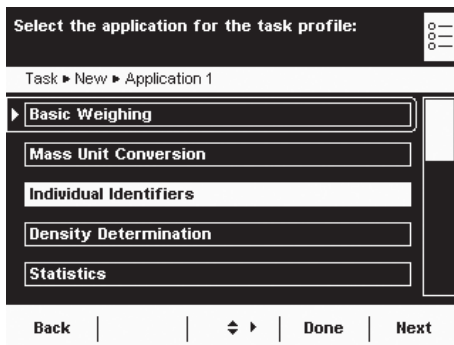 Select the application for the task profile:
Task ▸ New ▸ Application 1
Basic Weighing
Mass Unit Conversion
Individual Identifiers
Density Determination
Statistics
Back Done Next